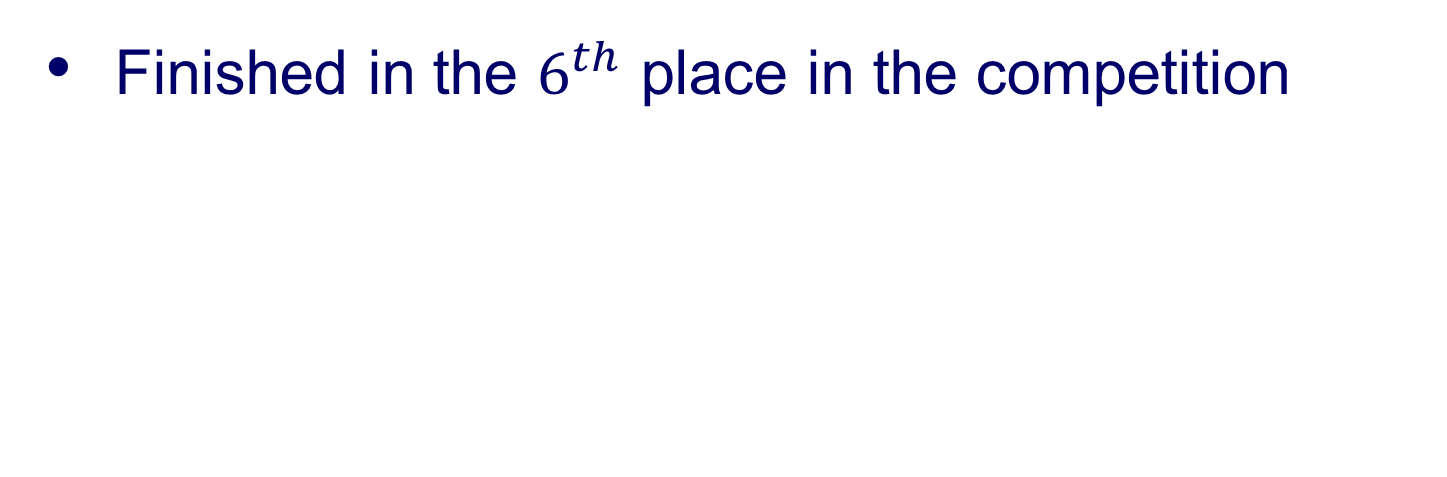 • Finished in the 6th place in the competition